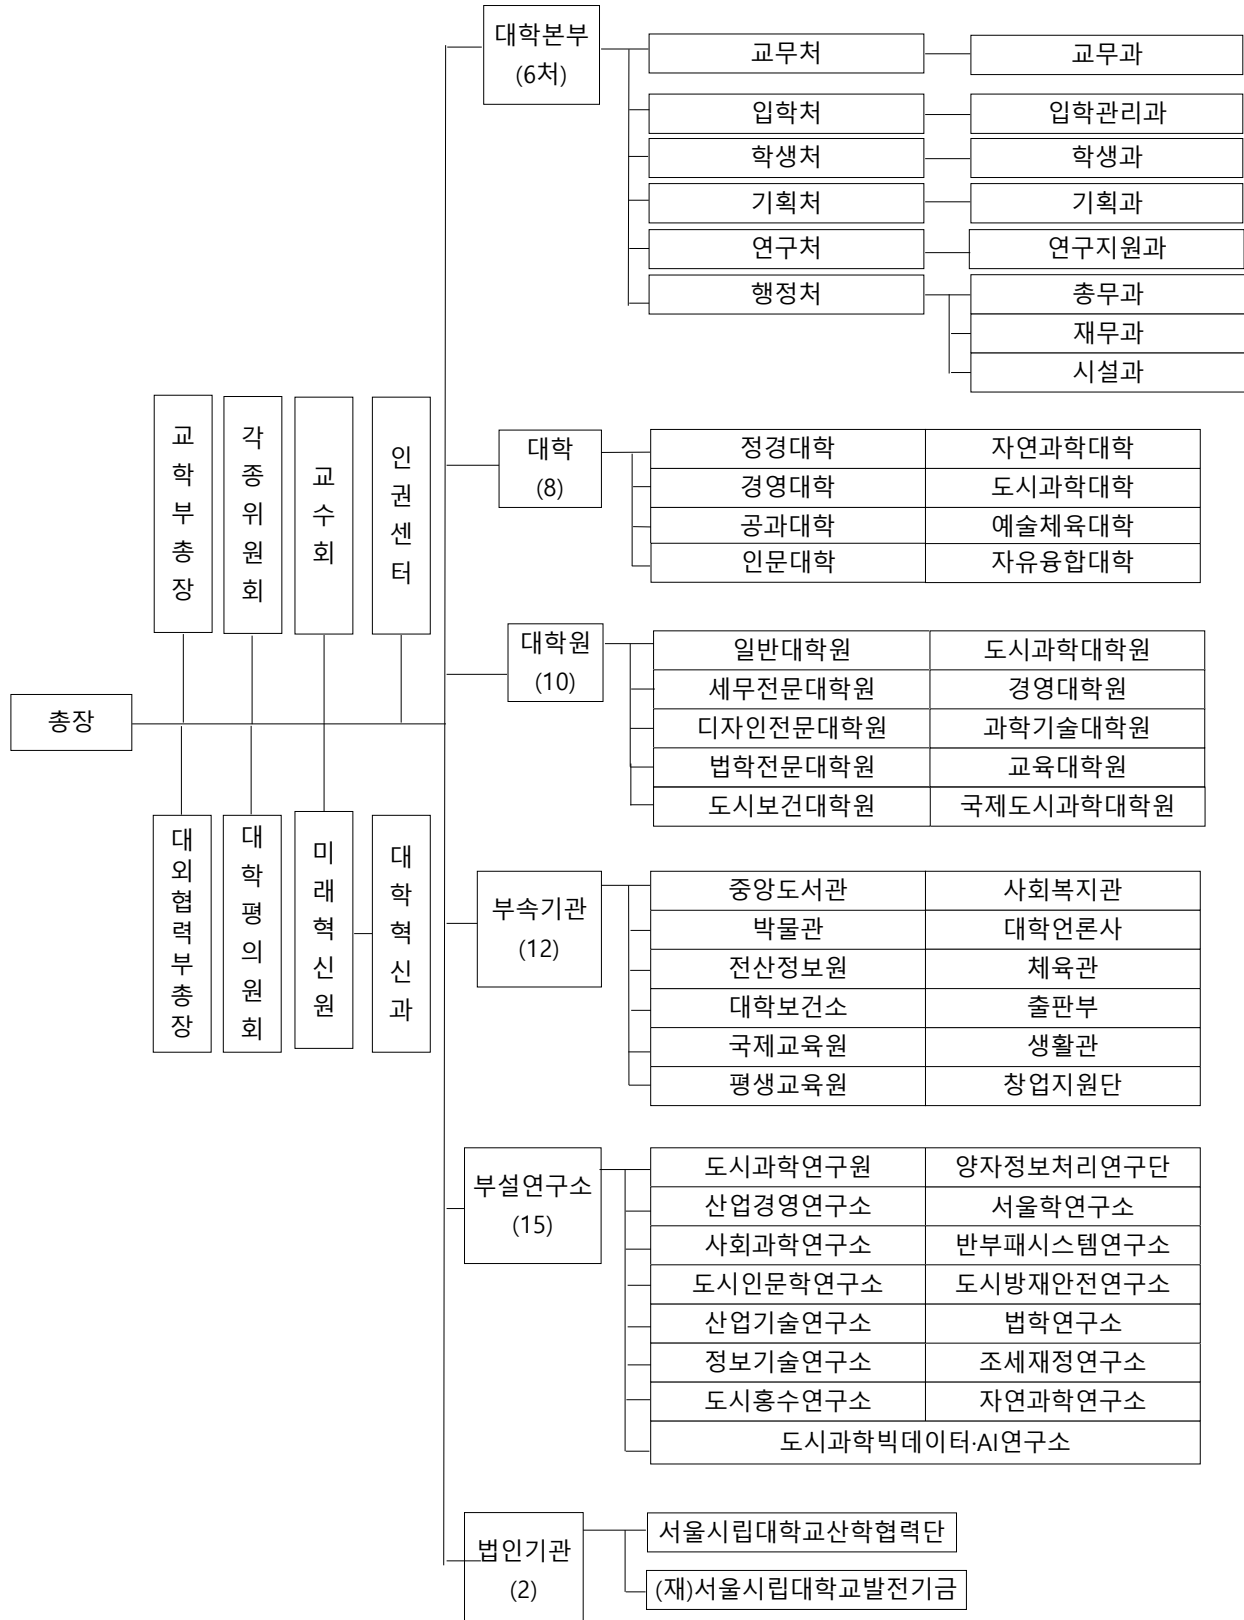 대학본부
(6처)
교무처 교무과
입학처 입학관리과
학생처 학생과
기획처 기획과
연구처 연구지원과
행정처 총무과
재무과
시설과
교학부총장
각종위원회
교수회
인권센터
대학
(8)
정경대학 자연과학대학
경영대학 도시과학대학
공과대학 예술체육대학
인문대학 자유융합대학
대학원
(10)
일반대학원 도시과학대학원
세무전문대학원 경영대학원
디자인전문대학원 과학기술대학원
법학전문대학원 교육대학원
도시보건대학원 국제도시과학대학원
총장
대외협력부총장
대학평의원회
미래혁신원
대학혁신과
부속기관
(12)
중앙도서관 사회복지관
박물관 대학언론사
전산정보원 체육관
대학보건소 출판부
국제교육원 생활관
평생교육원 창업지원단
부설연구소
(15)
도시과학연구원 양자정보처리연구단
산업경영연구소 서울학연구소
사회과학연구소 반부패시스템연구소
도시인문학연구소 도시방재안전연구소
산업기술연구소 법학연구소
정보기술연구소 조세재정연구소
도시홍수연구소 자연과학연구소
도시과학빅데이터·AI연구소
법인기관
(2)
서울시립대학교산학협력단
(재)서울시립대학교발전기금